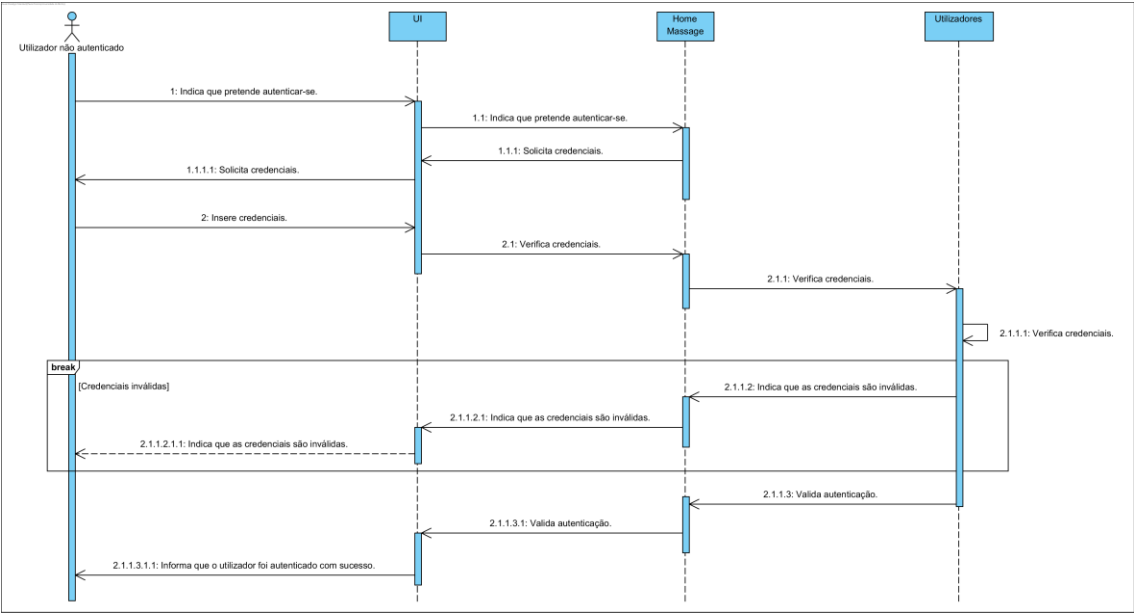 Utilizador não autenticado
UI
Home
Massage
Utilizadores
1: Indica que pretende autenticar-se.
1.1: Indica que pretende autenticar-se.
1.1.1: Solicita credenciais.
1.1.1.1: Solicita credenciais.
2: Insere credenciais.
2.1: Verifica credenciais.
2.1.1: Verifica credenciais.
2.1.1.1: Verifica credenciais.
break
[Credenciais inválidas]
2.1.1.2: Indica que as credenciais são inválidas.
2.1.1.2.1: Indica que as credenciais são inválidas.
2.1.1.2.1.1: Indica que as credenciais são inválidas.
2.1.1.3: Valida autenticação.
2.1.1.3.1: Valida autenticação.
2.1.1.3.1.1: Informa que o utilizador foi autenticado com sucesso.